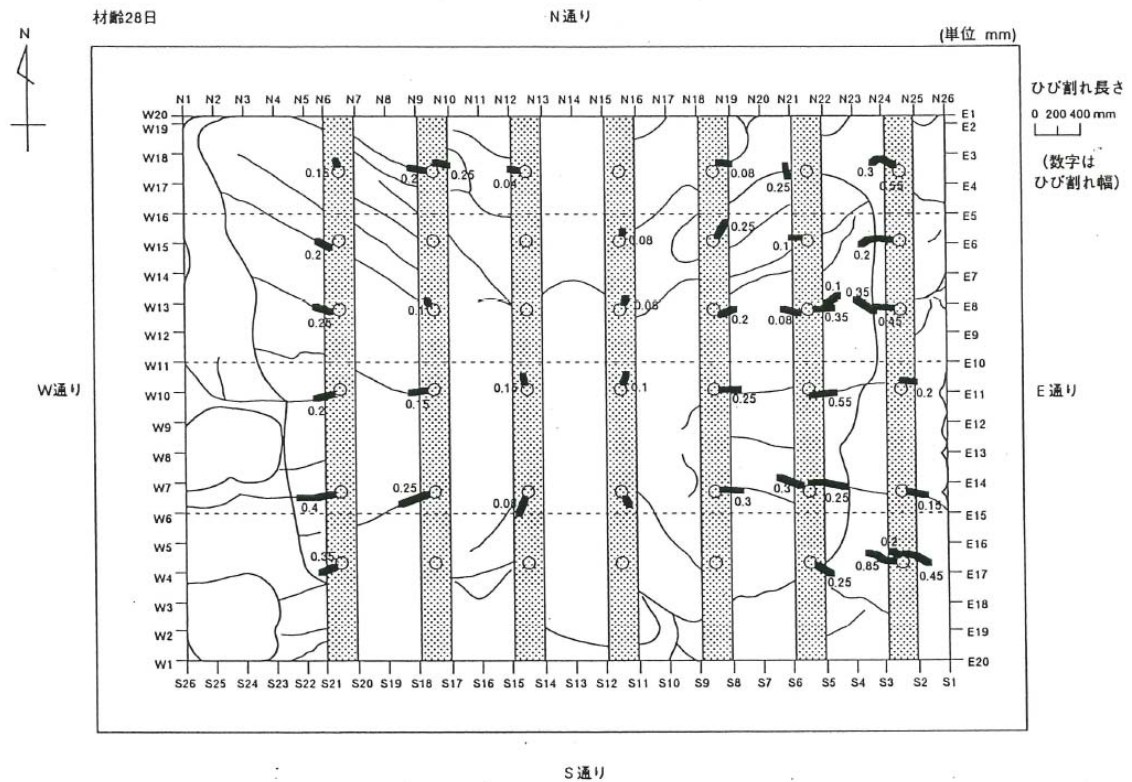 材齢28日
N通り
N
(単位 mm)
N1 N2 N3 N4 N5 N6 N7 N8 N9 N10 N11 N12 N13 N14 N15 N16 N17 N18 N19 N20 N21 N22 N23 N24 N25 N26
ひび割れ長さ
0 200 400 mm
(数字は
ひび割れ幅)
W20 E1
W19 E2
W18 E3
0.15 0.2 0.25 0.04 0.08 0.25 0.3 0.55
W17 E4
W16 E5
0.25
W15 0.2 0.08 0.1 0.2 E6
W14 E7
0.1 0.35
W13 0.25 0.1 0.08 0.2 0.08 0.35 0.45 E8
W12 E9
W11 E10
0.15 0.1
W通り
W10 0.2 0.15 0.25 0.55 0.2 E11
E通り
W9 E12
W8 E13
W7 0.4 0.25 0.3 0.3 0.25 0.15 E14
W6 E15
W5 0.2 E16
0.35 0.85 0.45
W4 0.25 E17
W3 E18
W2 E19
W1 E20
S26 S25 S24 S23 S22 S21 S20 S19 S18 S17 S16 S15 S14 S13 S12 S11 S10 S9 S8 S7 S6 S5 S4 S3 S2 S1
S通り